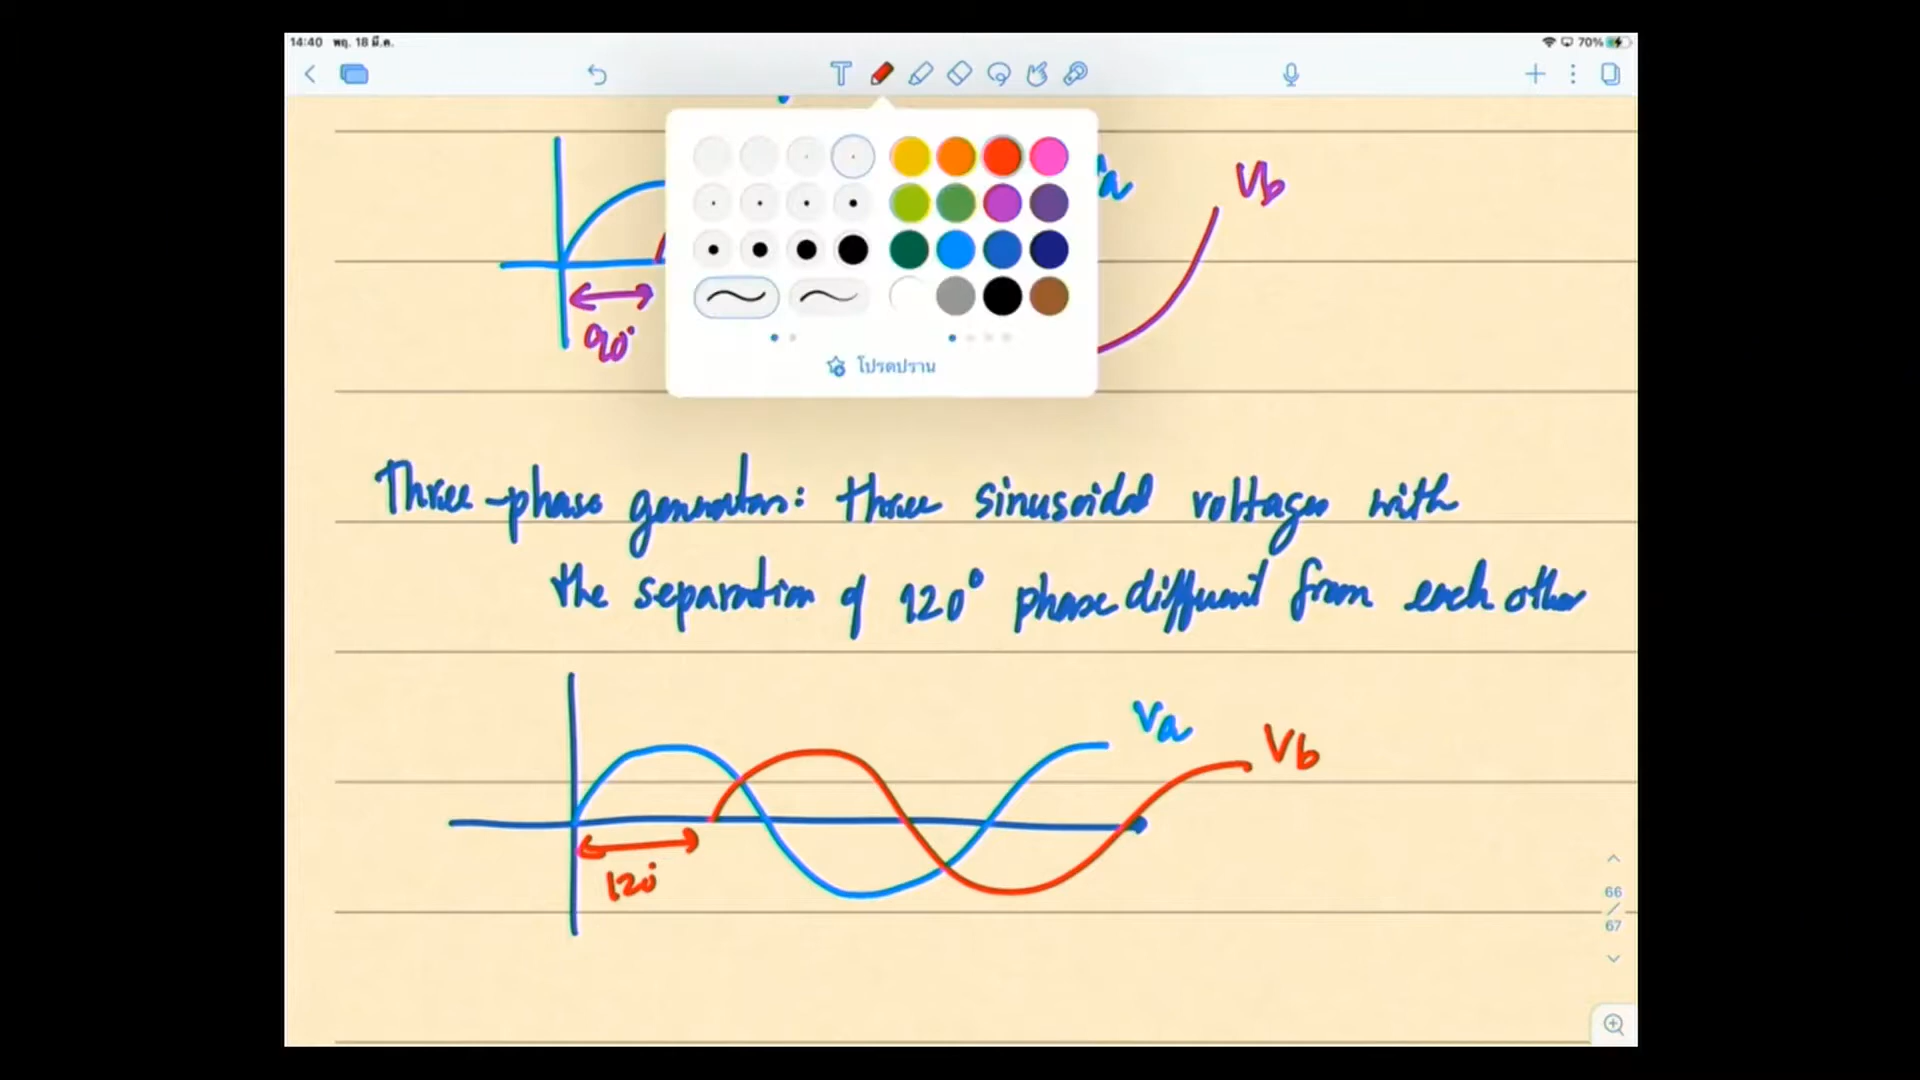 14:40 พฤ. 18 มี.ค.
70%
Vb
90°
โปรดปราน
Three-phase generators: three sinusoidal voltages with
the separation of 120° phase different from each other
Va
Vb
120°
66
67